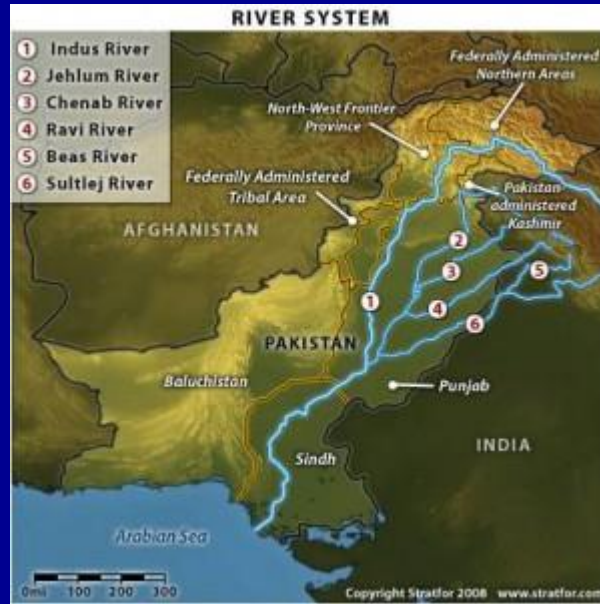 RIVER SYSTEM
1 Indus River
2 Jehlum River
3 Chenab River
4 Ravi River
5 Beas River
6 Sultlej River
Federally Administered
Northern Areas
North-West Frontier
Province
Federally Administered
Tribal Area
Pakistan
administered
Kashmir
AFGHANISTAN
2
3
5
1
4
6
PAKISTAN
Baluchistan
Punjab
INDIA
Sindh
Arabian Sea
0mi 100 200 300
Copyright Stratfor 2008 www.stratfor.com